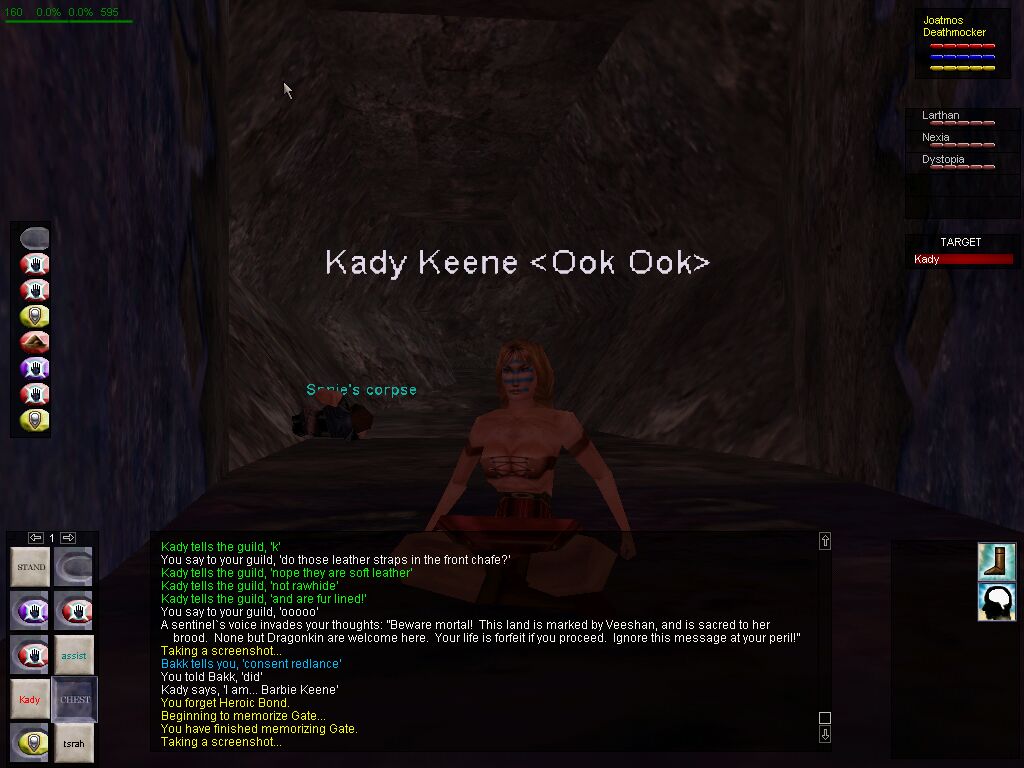 160 0.0% 0.0% 595
Joatmos
Deathmocker
Larthan
Nexia
Dystopia
TARGET
Kady
Kady Keene <Ook Ook>
's corpse
1
STAND
assist
Kady
CHEST
tsrah
Kady tells the guild, 'k'
You say to your guild, 'do those leather straps in the front chafe?'
Kady tells the guild, 'nope they are soft leather'
Kady tells the guild, 'not rawhide'
Kady tells the guild, 'and are fur lined!'
You say to your guild, 'ooooo'
A sentinel`s voice invades your thoughts: "Beware mortal!  This land is marked by Veeshan, and is sacred to her
brood.  None but Dragonkin are welcome here.  Your life is forfeit if you proceed.  Ignore this message at your peril!"
Taking a screenshot...
Bakk tells you, 'consent redlance'
You told Bakk, 'did'
Kady says, 'I am... Barbie Keene'
You forget Heroic Bond.
Beginning to memorize Gate...
You have finished memorizing Gate.
Taking a screenshot...